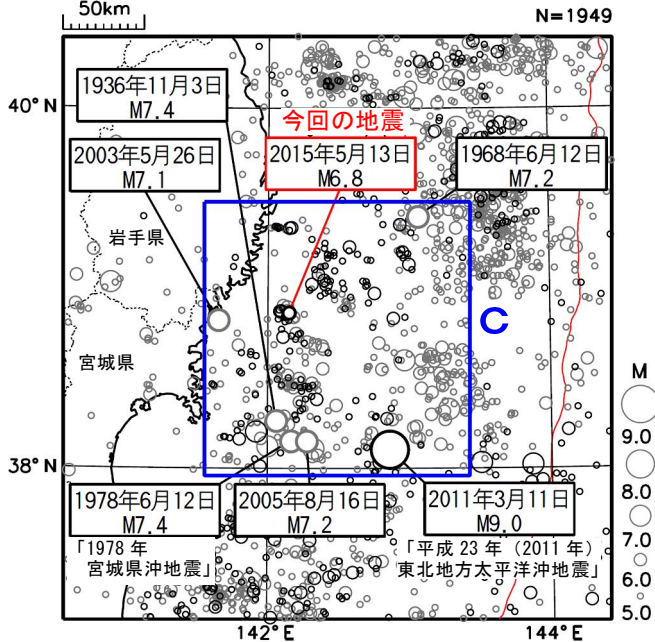 50km
N=1949
40°N
1936年11月3日
M7.4
今回の地震
2003年5月26日
M7.1
2015年5月13日
M6.8
1968年6月12日
M7.2
岩手県
C
宮城県
M
9.0
8.0
7.0
6.0
5.0
38°N
1978年6月12日
M7.4
2005年8月16日
M7.2
2011年3月11日
M9.0
「1978 年
宮城県沖地震」
「平成 23 年（2011 年）
東北地方太平洋沖地震」
142°E
144°E